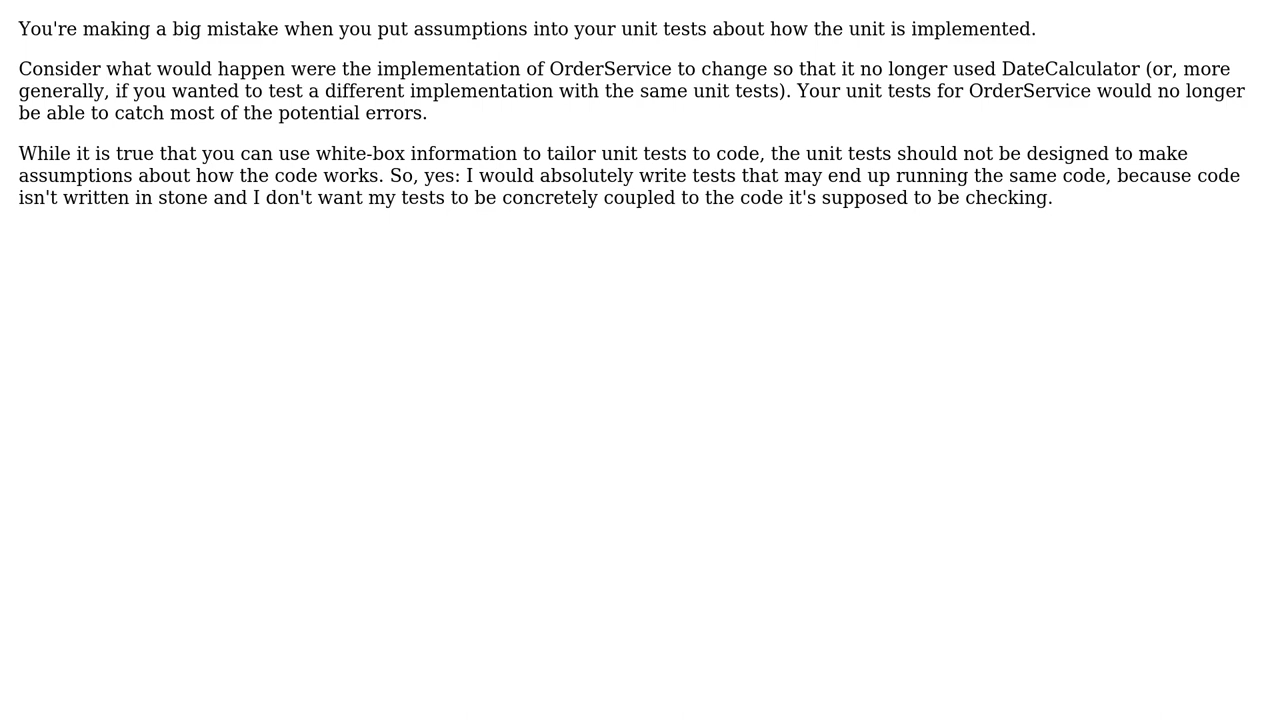 You're making a big mistake when you put assumptions into your unit tests about how the unit is implemented.
Consider what would happen were the implementation of OrderService to change so that it no longer used DateCalculator (or, more
generally, if you wanted to test a different implementation with the same unit tests). Your unit tests for OrderService would no longer
be able to catch most of the potential errors.
While it is true that you can use white-box information to tailor unit tests to code, the unit tests should not be designed to make
assumptions about how the code works. So, yes: I would absolutely write tests that may end up running the same code, because code
isn't written in stone and I don't want my tests to be concretely coupled to the code it's supposed to be checking.